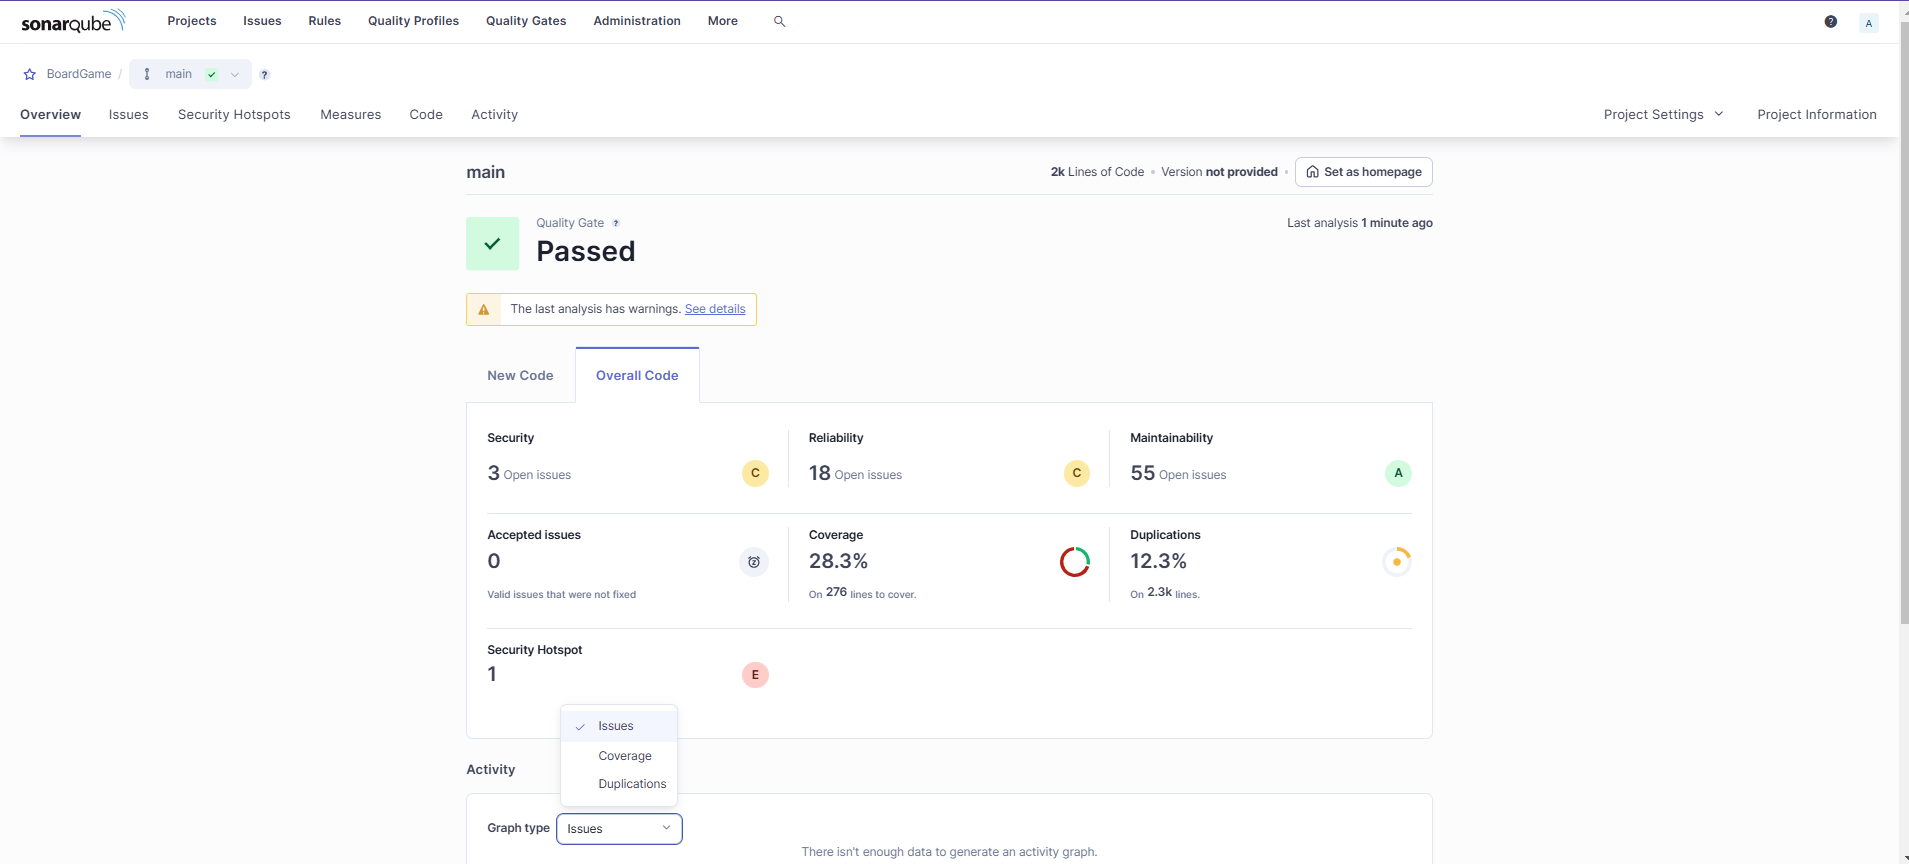 sonarqube Projects Issues Rules Quality Profiles Quality Gates Administration More ? A
BoardGame / main ?
Overview Issues Security Hotspots Measures Code Activity Project Settings Project Information
main 2k Lines of Code • Version not provided • Set as homepage
Quality Gate ? Last analysis 1 minute ago
Passed
The last analysis has warnings. See details
New Code Overall Code
Security Reliability Maintainability
3 Open issues C 18 Open issues C 55 Open issues A
Accepted issues Coverage Duplications
0 28.3% 12.3%
Valid issues that were not fixed On 276 lines to cover. On 2.3k lines.
Security Hotspot
1 E
Issues
Coverage
Duplications
Activity
Graph type Issues
There isn't enough data to generate an activity graph.